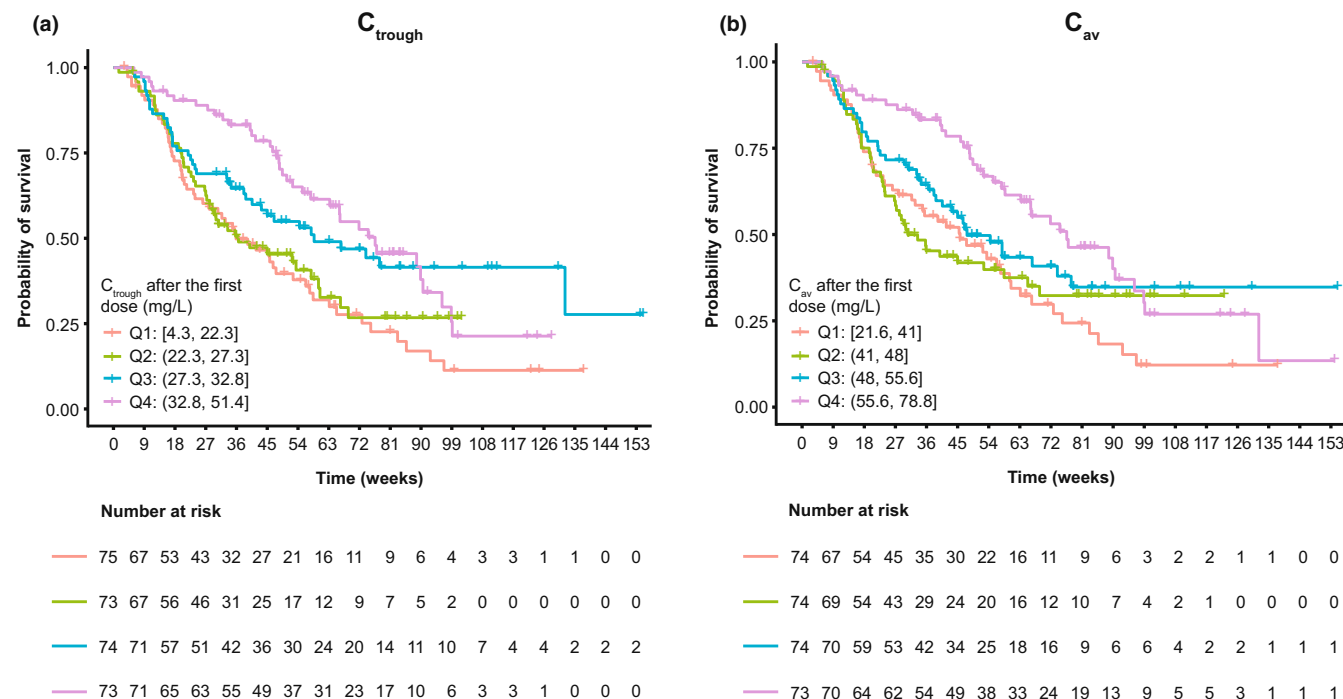 (a)
C_trough
Probability of survival
1.00
0.75
0.50
0.25
0.00
C_trough after the first
dose (mg/L)
Q1: [4.3, 22.3]
Q2: (22.3, 27.3]
Q3: (27.3, 32.8]
Q4: (32.8, 51.4]
0 9 18 27 36 45 54 63 72 81 90 99 108 117 126 135 144 153
Time (weeks)
Number at risk
75 67 53 43 32 27 21 16 11 9 6 4 3 3 1 1 0 0
73 67 56 46 31 25 17 12 9 7 5 2 0 0 0 0 0 0
74 71 57 51 42 36 30 24 20 14 11 10 7 4 4 2 2 2
73 71 65 63 55 49 37 31 23 17 10 6 3 3 1 0 0 0
(b)
C_av
Probability of survival
1.00
0.75
0.50
0.25
0.00
C_av after the first
dose (mg/L)
Q1: [21.6, 41]
Q2: (41, 48]
Q3: (48, 55.6]
Q4: (55.6, 78.8]
0 9 18 27 36 45 54 63 72 81 90 99 108 117 126 135 144 153
Time (weeks)
Number at risk
74 67 54 45 35 30 22 16 11 9 6 3 2 2 1 1 0 0
74 69 54 43 29 24 20 16 12 10 7 4 2 1 0 0 0 0
74 70 59 53 42 34 25 18 16 9 6 6 4 2 2 1 1 1
73 70 64 62 54 49 38 33 24 19 13 9 5 5 3 1 1 1